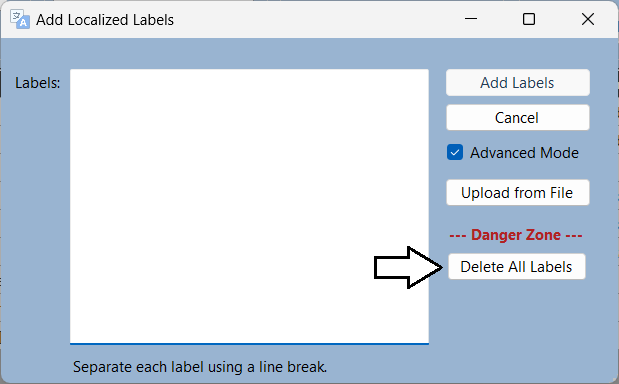 Add Localized Labels
Labels:
Add Labels
Cancel
Advanced Mode
Upload from File
--- Danger Zone ---
Delete All Labels
Separate each label using a line break.